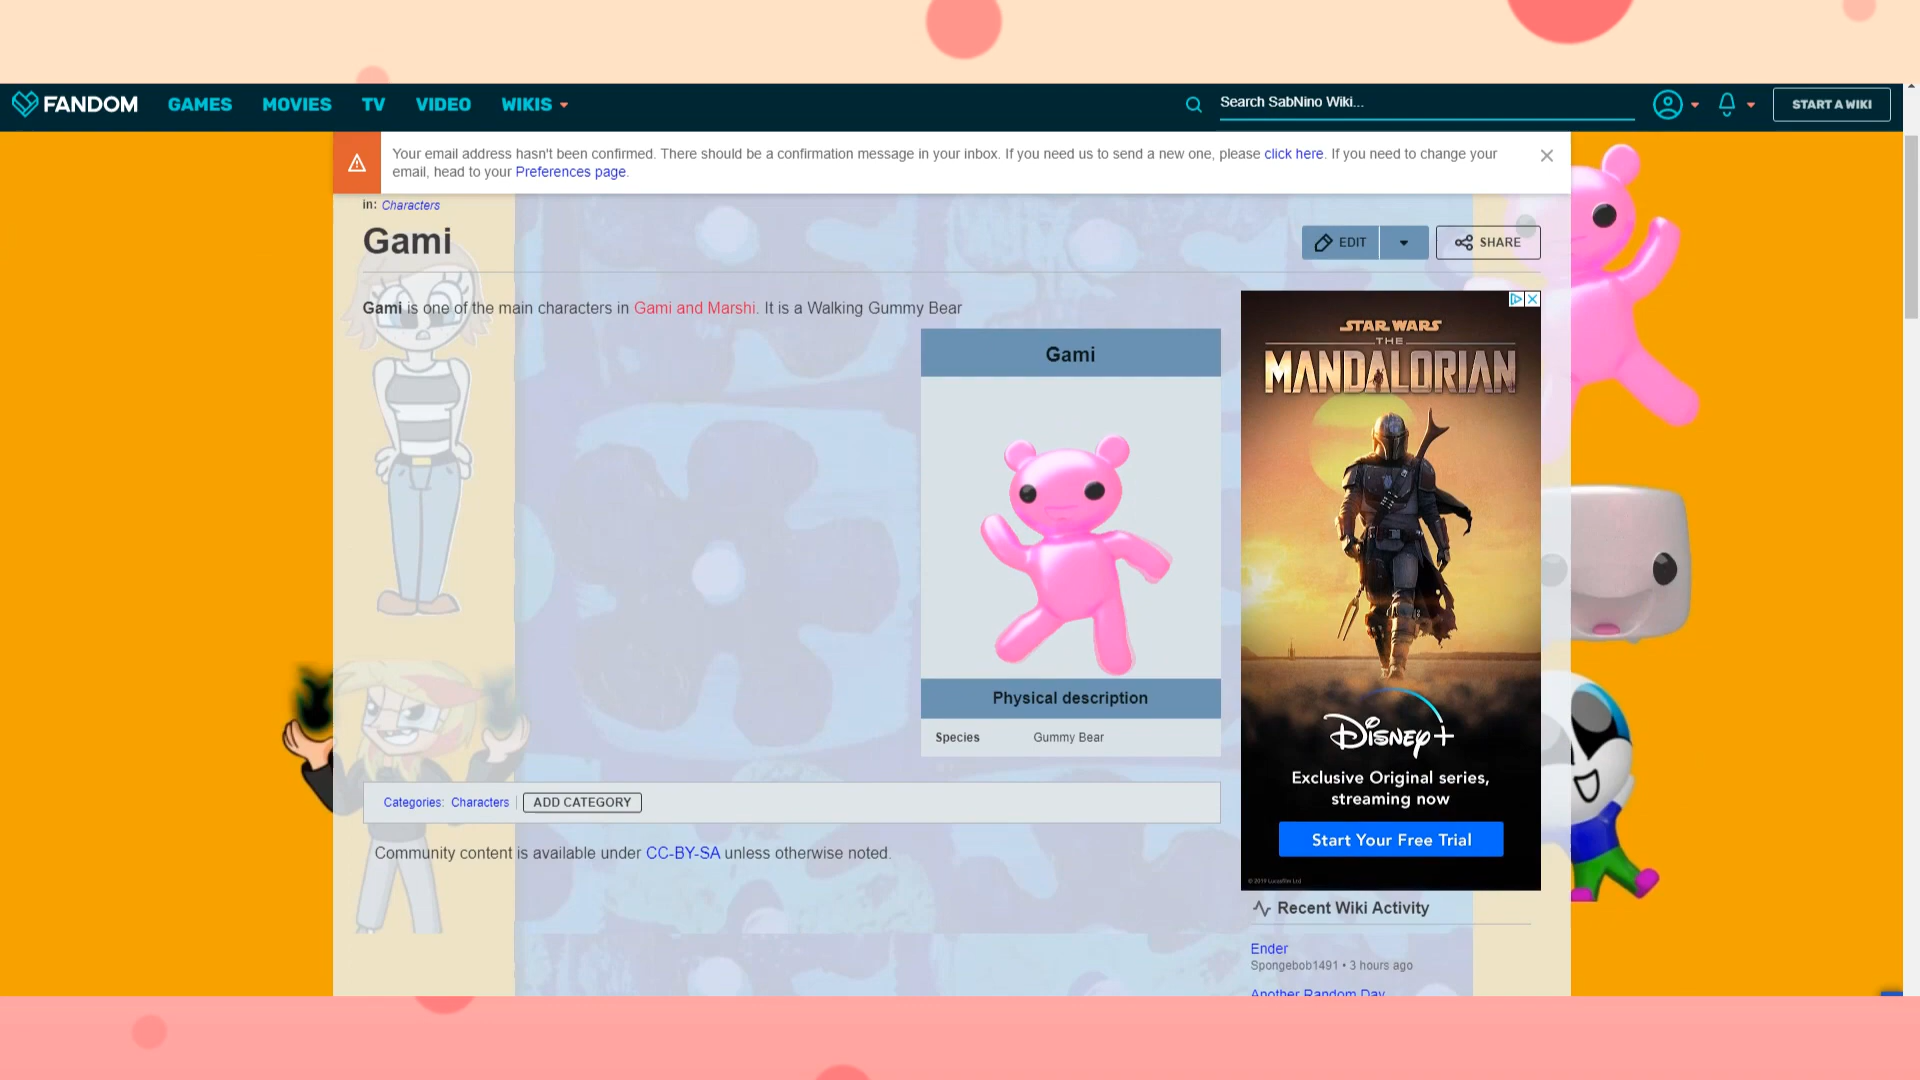 FANDOM GAMES MOVIES TV VIDEO WIKIS Search SabNino Wiki... START A WIKI
Your email address hasn't been confirmed. There should be a confirmation message in your inbox. If you need us to send a new one, please click here. If you need to change your
email, head to your Preferences page.
in: Characters
Gami
EDIT SHARE
Gami is one of the main characters in Gami and Marshi. It is a Walking Gummy Bear
Gami
Physical description
Species Gummy Bear
Categories: Characters ADD CATEGORY
Community content is available under CC-BY-SA unless otherwise noted.
STAR WARS
THE
MANDALORIAN
Disney+
Exclusive Original series,
streaming now
Start Your Free Trial
© 2019 Lucasfilm Ltd
Recent Wiki Activity
Ender
Spongebob1491 • 3 hours ago
Another Random Day